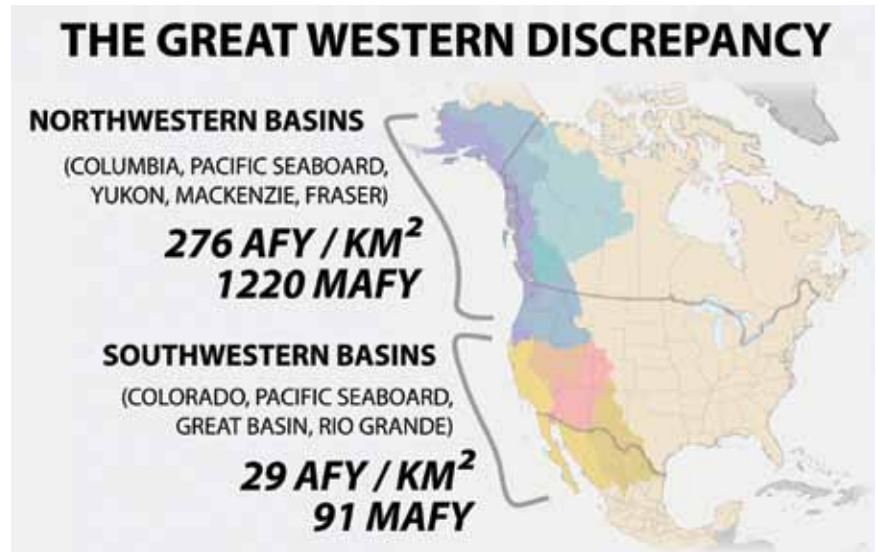 THE GREAT WESTERN DISCREPANCY
NORTHWESTERN BASINS
(COLUMBIA, PACIFIC SEABOARD,
YUKON, MACKENZIE, FRASER)
276 AFY / KM²
1220 MAFY
SOUTHWESTERN BASINS
(COLORADO, PACIFIC SEABOARD,
GREAT BASIN, RIO GRANDE)
29 AFY / KM²
91 MAFY